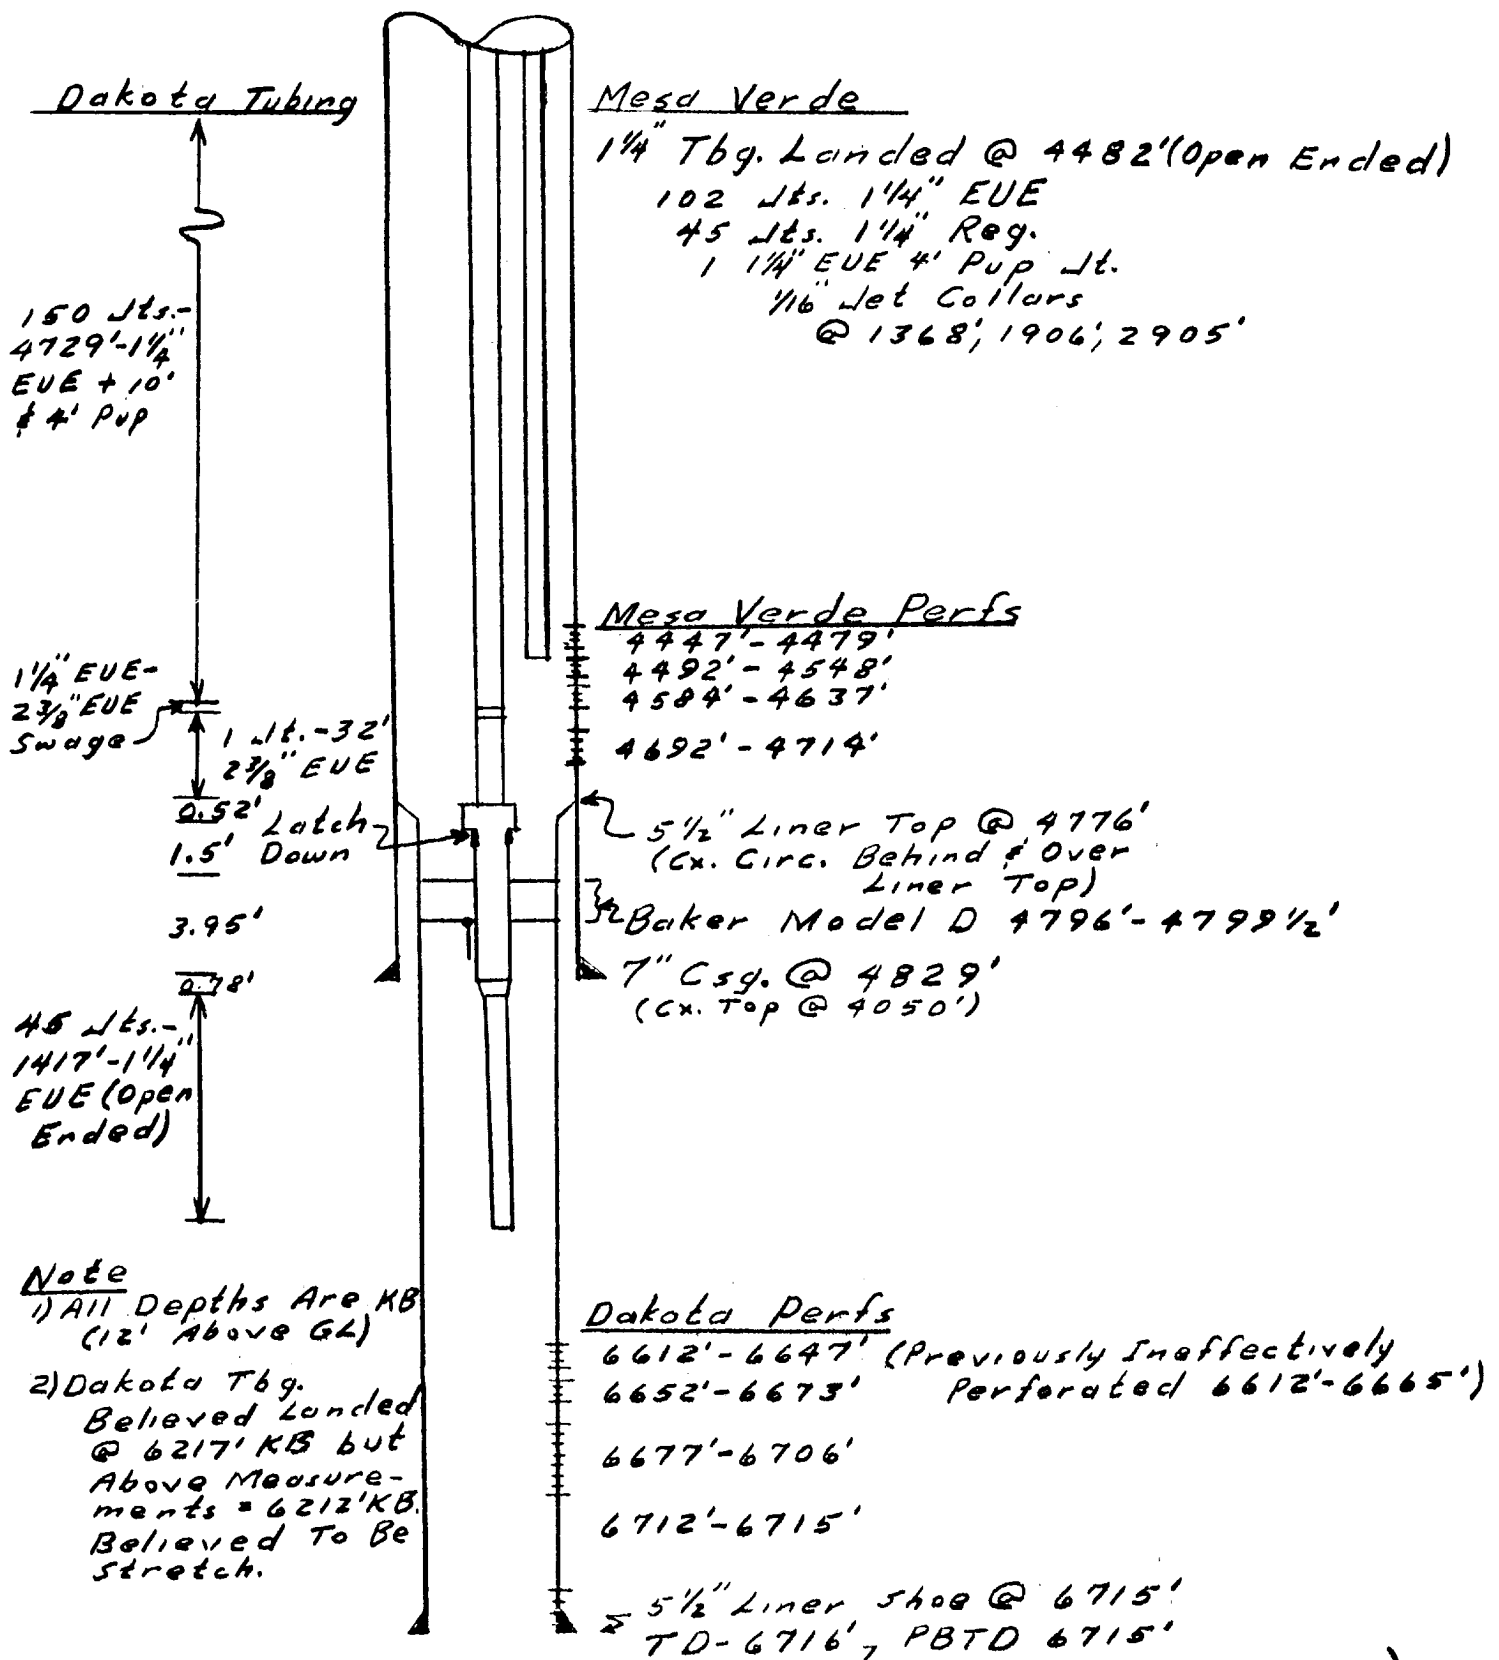 Dakota Tubing
150 Jts.-
4729'-1¼"
EUE + 10'
& 4' Pup
1¼" EUE-
2⅜" EUE
Swage
1 Jt.-32'
2⅜" EUE
0.52'
Latch
Down
1.5'
3.95'
0.78'
45 Jts.-
1417'-1¼"
EUE (Open
Ended)
Note
1) All Depths Are KB
(12' Above GL)
2) Dakota Tbg.
Believed Landed
@ 6217' KB but
Above Measure-
ments = 6212' KB.
Believed To Be
Stretch.
Mesa Verde
1¼" Tbg. Landed @ 4482' (Open Ended)
102 Jts. 1¼" EUE
45 Jts. 1¼" Reg.
1 1¼" EUE 4' Pup Jt.
1/16" Jet Collars
@ 1368', 1906', 2905'
Mesa Verde Perfs
4447'-4479'
4492'-4548'
4584'-4637'
4692'-4714'
5½" Liner Top @ 4776'
(Cx. Circ. Behind & Over
Liner Top)
Baker Model D 4796'-4799½'
7" Csg. @ 4829'
(Cx. Top @ 4050')
Dakota Perfs
6612'-6647' (Previously Ineffectively
6652'-6673' Perforated 6612'-6665')
6677'-6706'
6712'-6715'
5½" Liner Shoe @ 6715'
TD-6716', PBTD 6715'